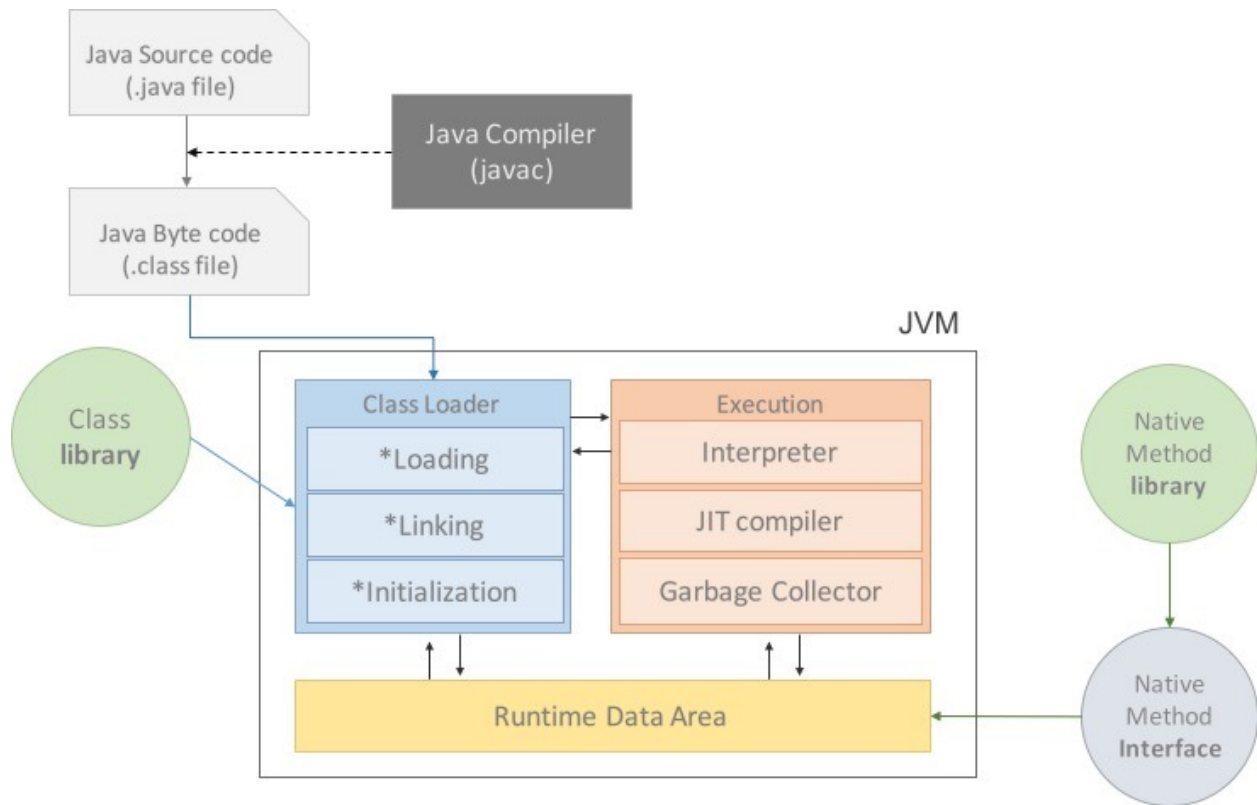 Java Source code
(.java file)
Java Compiler
(javac)
Java Byte code
(.class file)
JVM
Class
library
Class Loader
*Loading
*Linking
*Initialization
Execution
Interpreter
JIT compiler
Garbage Collector
Native
Method
library
Runtime Data Area
Native
Method
Interface